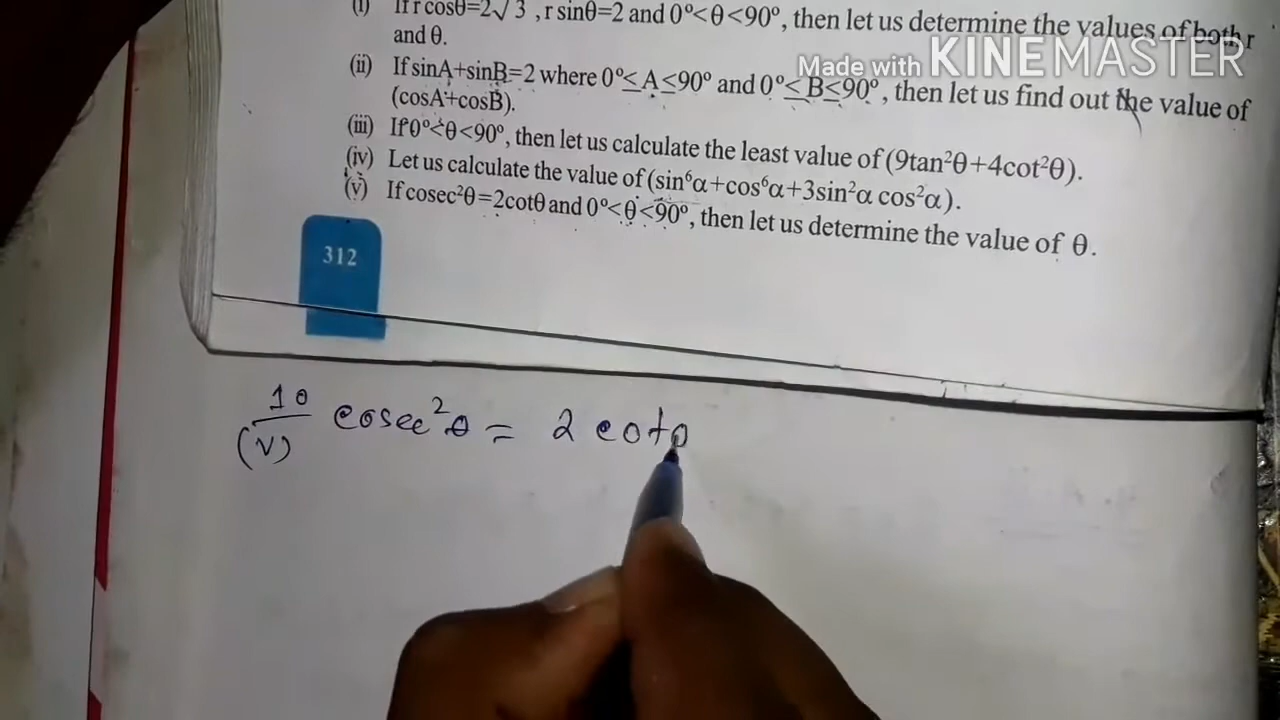 (i) If r cosθ=2√3 , r sinθ=2 and 0°<θ<90°, then let us determine the values of both r
and θ.
Made with KINEMASTER
(ii) If sinA+sinB=2 where 0°≤A≤90° and 0°≤B≤90°, then let us find out the value of
(cosA+cosB).
(iii) If 0°<θ<90°, then let us calculate the least value of (9tan²θ+4cot²θ).
(iv) Let us calculate the value of (sin⁶α+cos⁶α+3sin²α cos²α).
(v) If cosec²θ=2cotθ and 0°<θ<90°, then let us determine the value of θ.
312
10
(v) cosec²θ = 2 cotθ